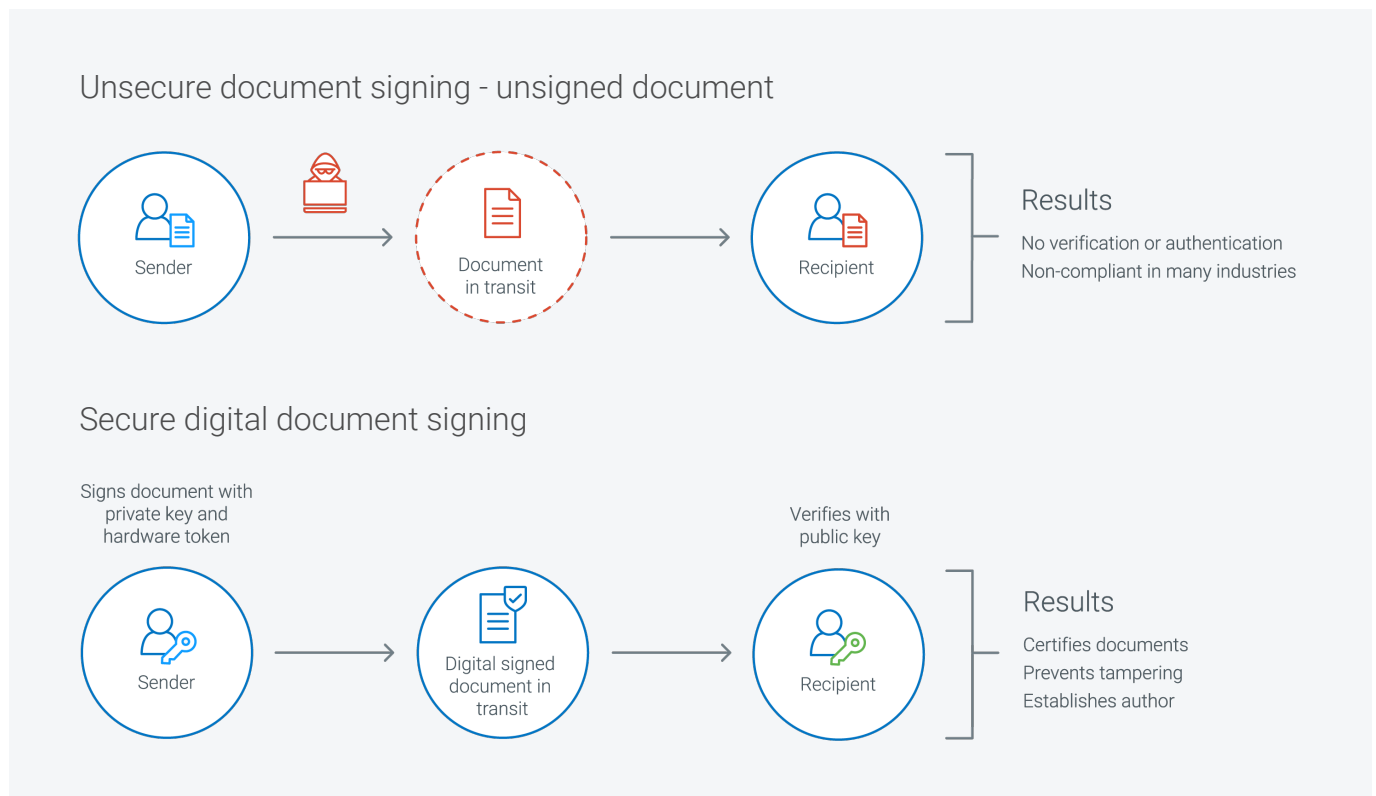 Unsecure document signing - unsigned document
Sender
Document
in transit
Recipient
Results
No verification or authentication
Non-compliant in many industries
Secure digital document signing
Signs document with
private key and
hardware token
Verifies with
public key
Sender
Digital signed
document in
transit
Recipient
Results
Certifies documents
Prevents tampering
Establishes author